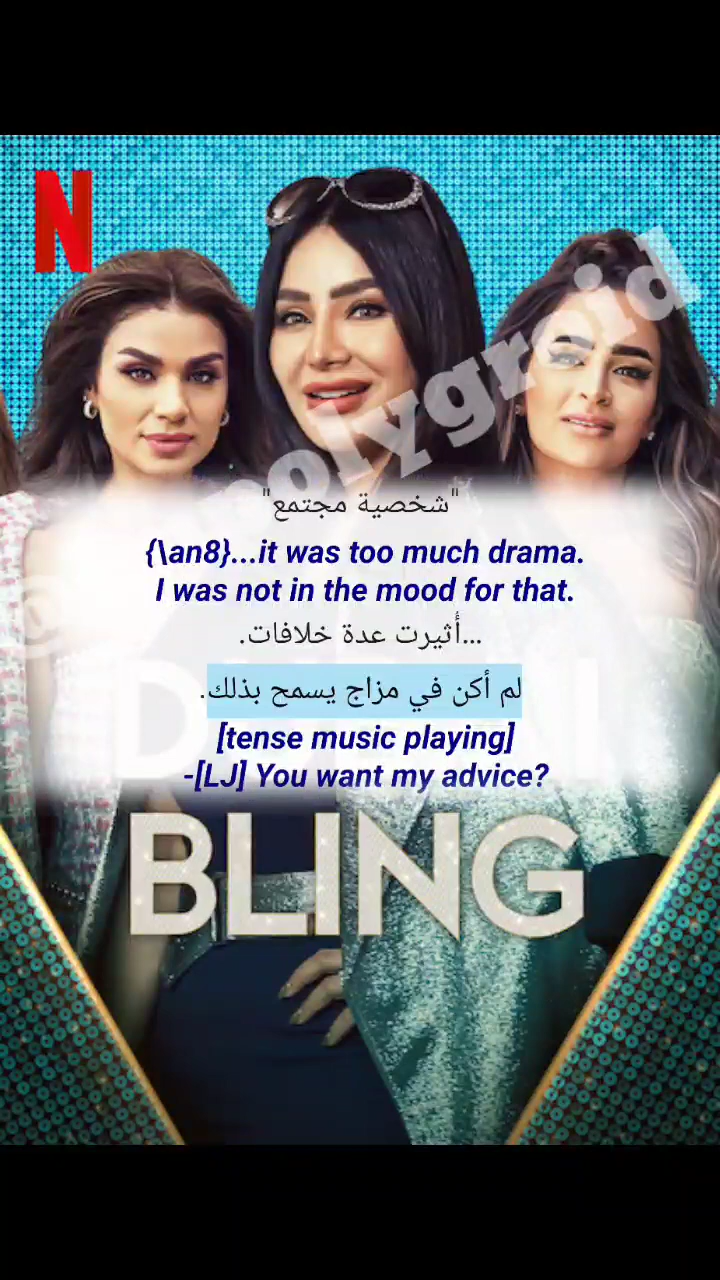 N
@polygroid
"شخصية مجتمع"
{\an8}...it was too much drama.
I was not in the mood for that.
...أثيرت عدة خلافات.
لم أكن في مزاج يسمح بذلك.
[tense music playing]
-[LJ] You want my advice?
BLING